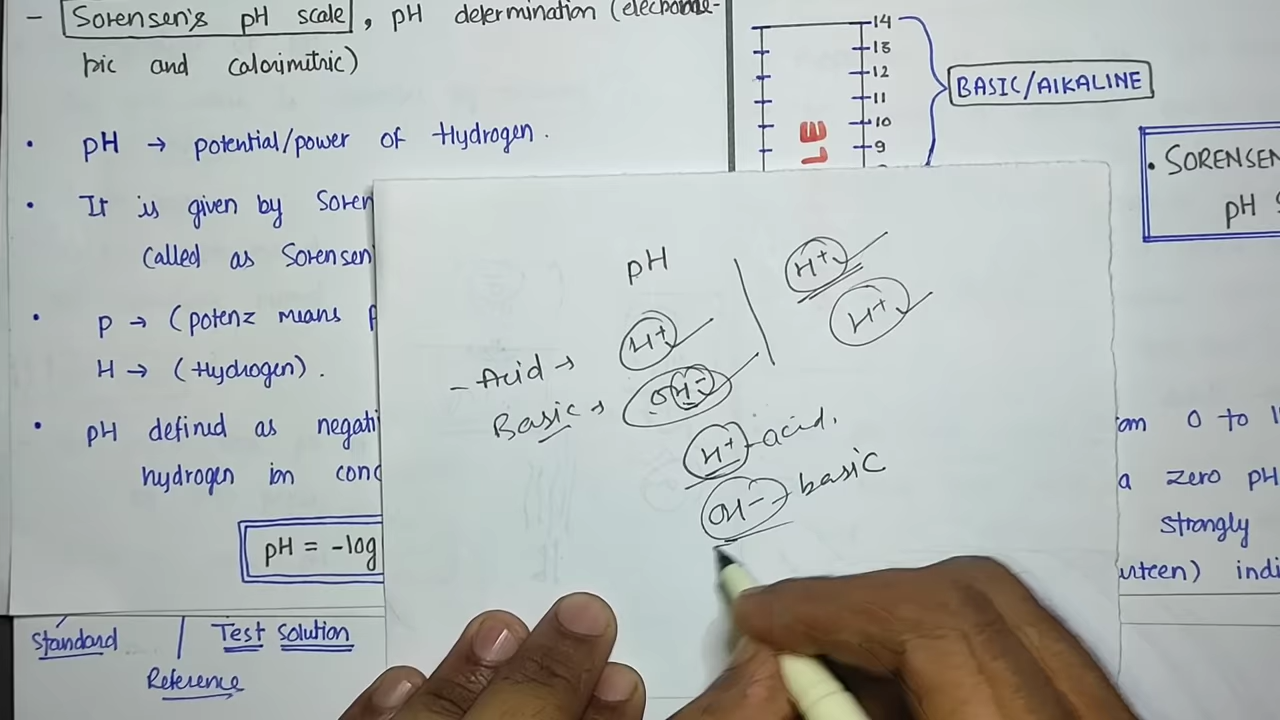 - Sorensen's pH scale, pH determination (electrome-
tric and calorimetric)
• pH → potential/power of Hydrogen.
• It is given by Soren
called as Sorensen'
• p → (potenz means p
H → (Hydrogen).
• pH defined as negati
hydrogen ion conc
pH = -log
Standard / Test Solution
Reference
14
13
12
11
10
9
BASIC/AlKALINE
• SORENSEN
pH
pH
H+
H+
- Acid → H+
Basic → OH-
H+ - acid.
OH- - basic
om 0 to 1
a zero pH
strongly
urteen) indi